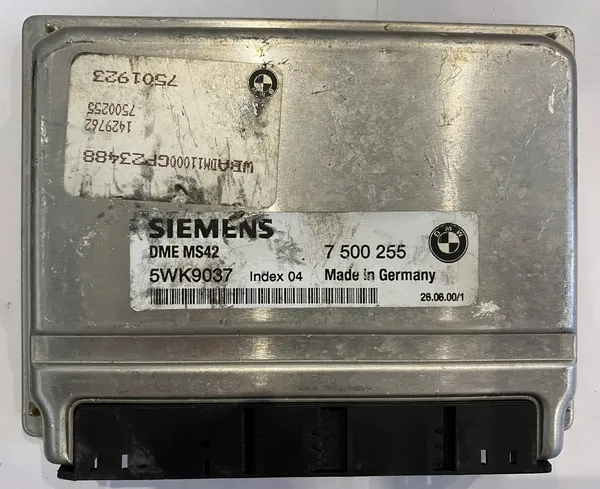 7501923
7500255
1429762
WBADM11000GP23488
SIEMENS
DME MS42
7 500 255
BMW
5WK9037 Index 04 Made in Germany
26.06.00/1